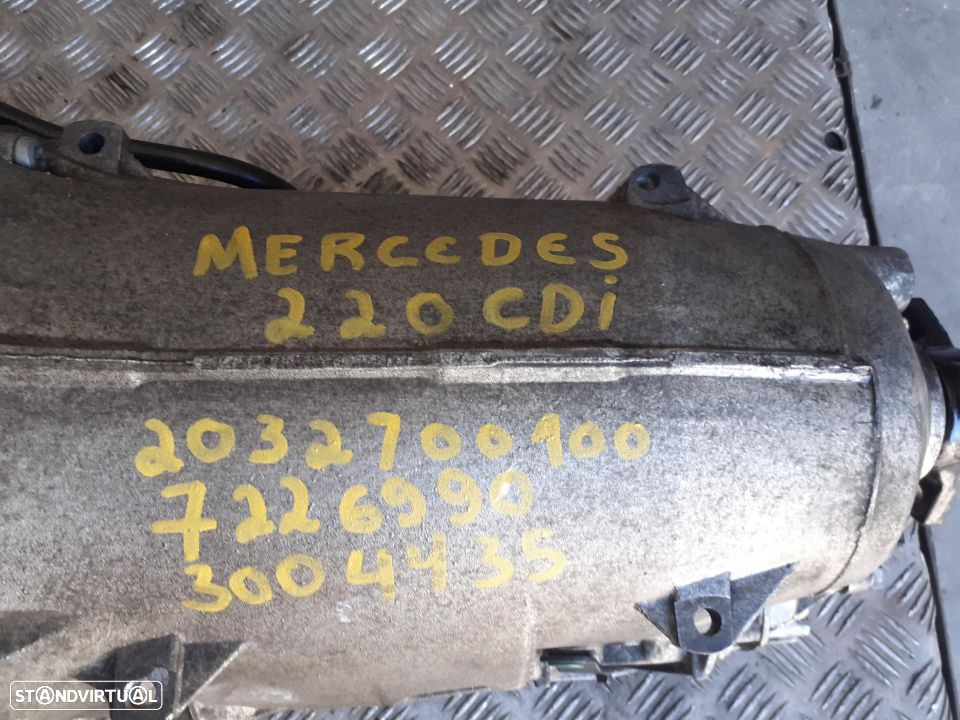 MERCEDES
220 CDi
2032700100
7226990
3004435
STANDVIRTUAL